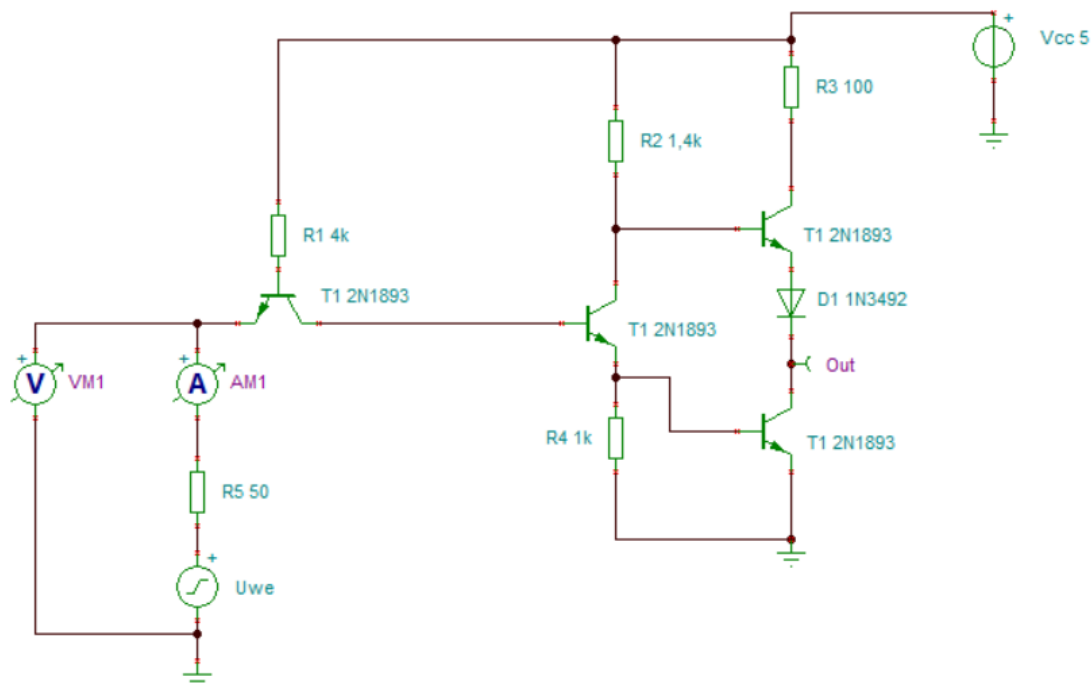 +
Vcc 5
R3 100
R2 1,4k
R1 4k
T1 2N1893
T1 2N1893
D1 1N3492
T1 2N1893
+
V
VM1
+
A
AM1
Out
R4 1k
T1 2N1893
R5 50
+
Uwe